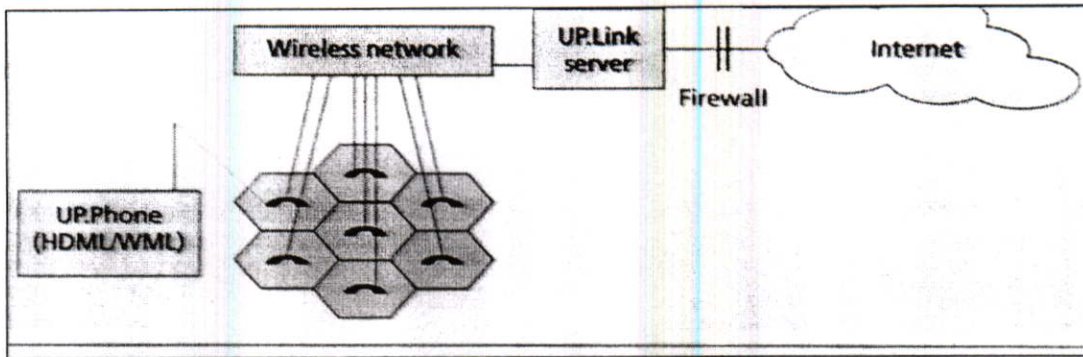 Wireless network
UP.Link
server
Internet
Firewall
UP.Phone
(HDML/WML)